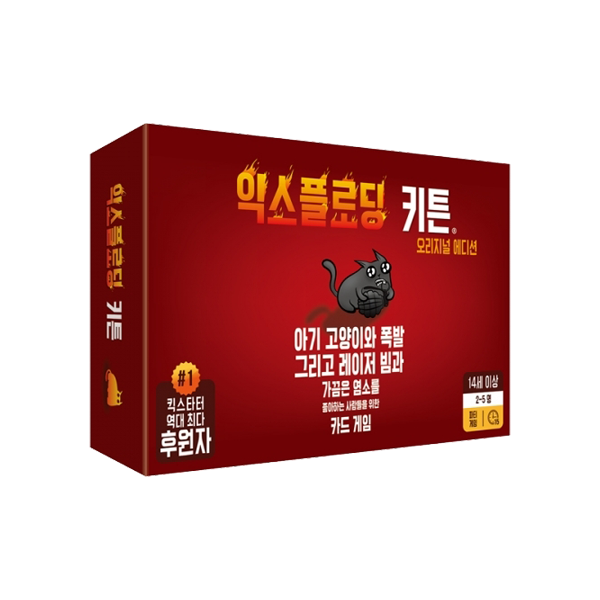 익스플로딩 키튼®
오리지널 에디션
아기 고양이와 폭발
그리고 레이저 빔과
가끔은 염소를
좋아하는 사람들을 위한
카드 게임
14세 이상
2-5 명
파티
게임
익스플로딩 키튼
#1
킥스타터
역대 최다
후원자